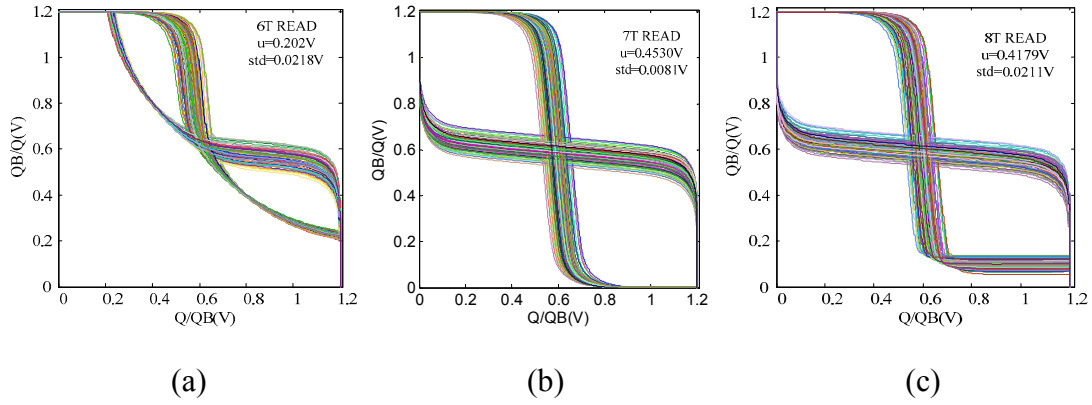 6T READ
u=0.202V
std=0.0218V
QB/Q(V)
1.2
1
0.8
0.6
0.4
0.2
0
0 0.2 0.4 0.6 0.8 1 1.2
Q/QB(V)
(a)
7T READ
u=0.4530V
std=0.0081V
QB/Q(V)
1.2
1
0.8
0.6
0.4
0.2
0
0 0.2 0.4 0.6 0.8 1 1.2
Q/QB(V)
(b)
8T READ
u=0.4179V
std=0.0211V
QB/Q(V)
1.2
1
0.8
0.6
0.4
0.2
0
0 0.2 0.4 0.6 0.8 1 1.2
Q/QB(V)
(c)